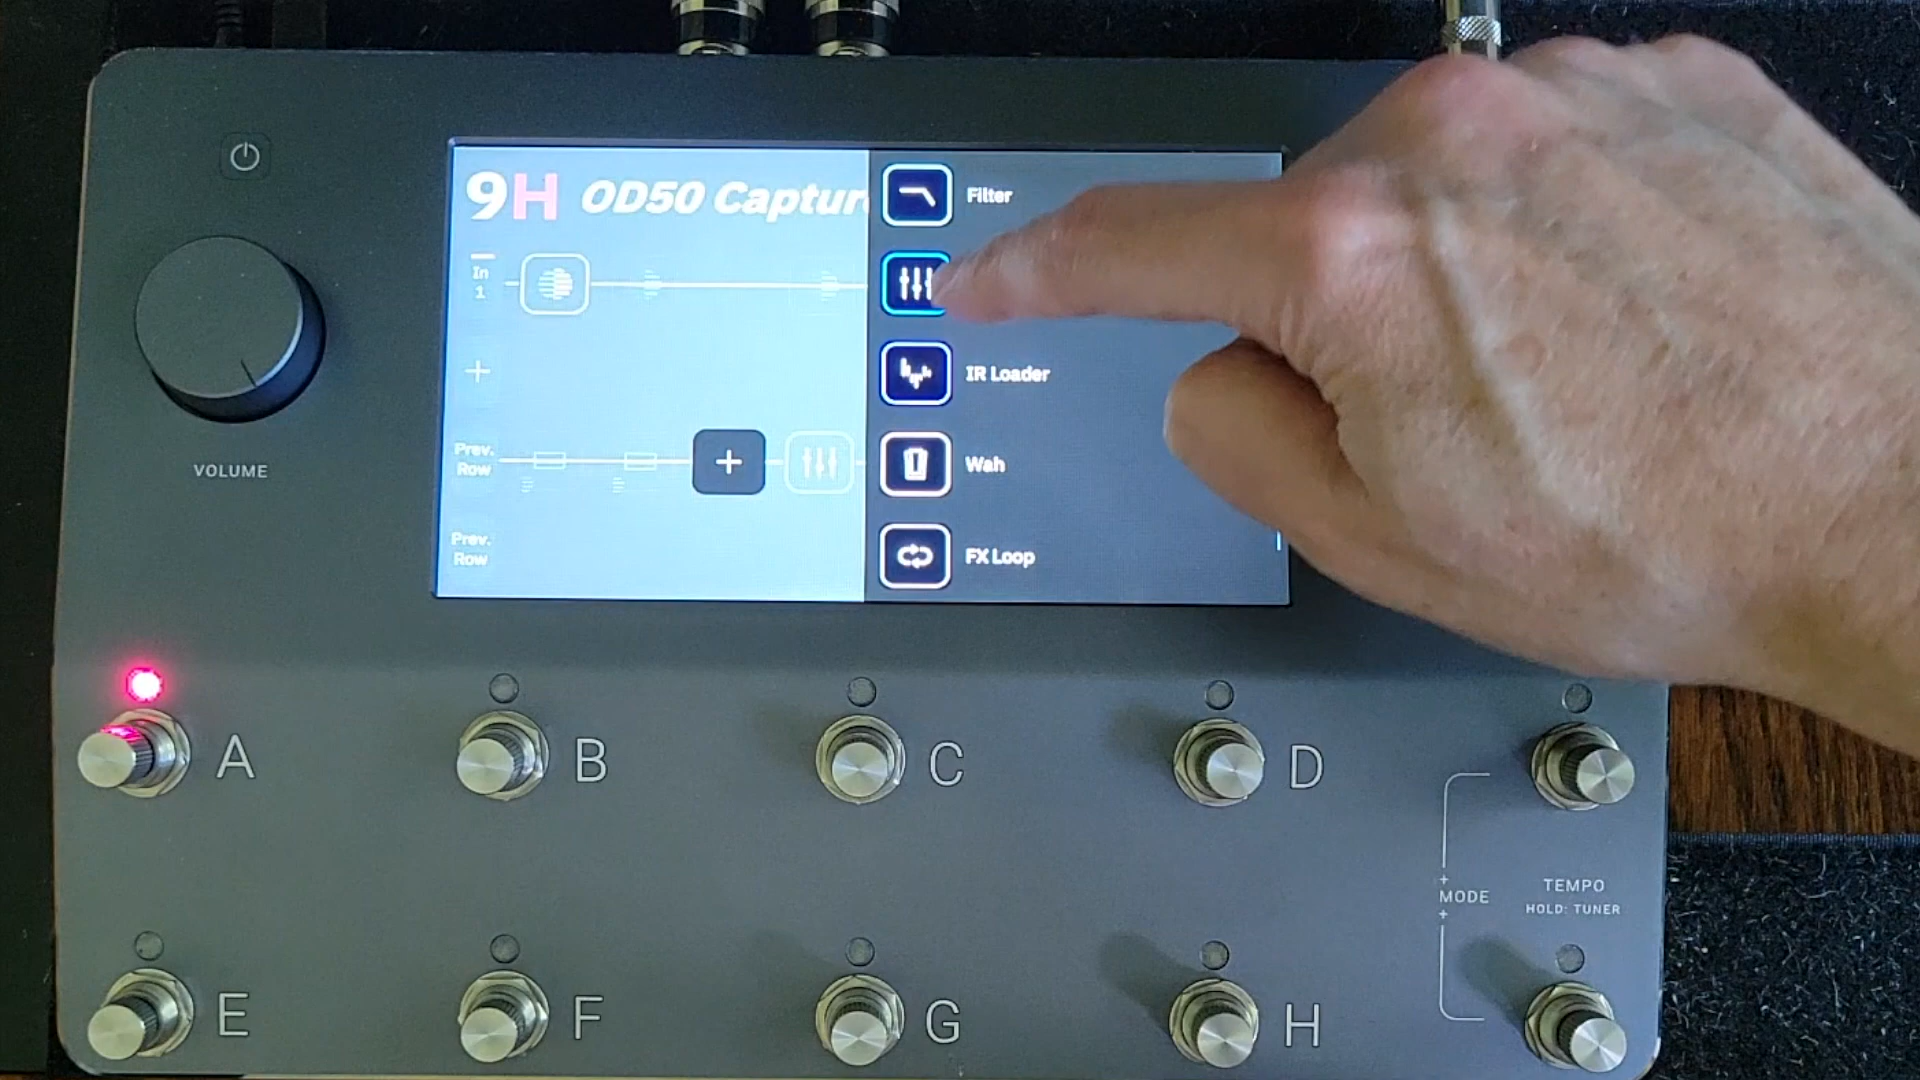 9H OD50 Captur
Filter
In
1
IR Loader
Prev.
Row
Wah
Prev.
Row
FX Loop
VOLUME
A
B
C
D
MODE
TEMPO
HOLD: TUNER
E
F
G
H